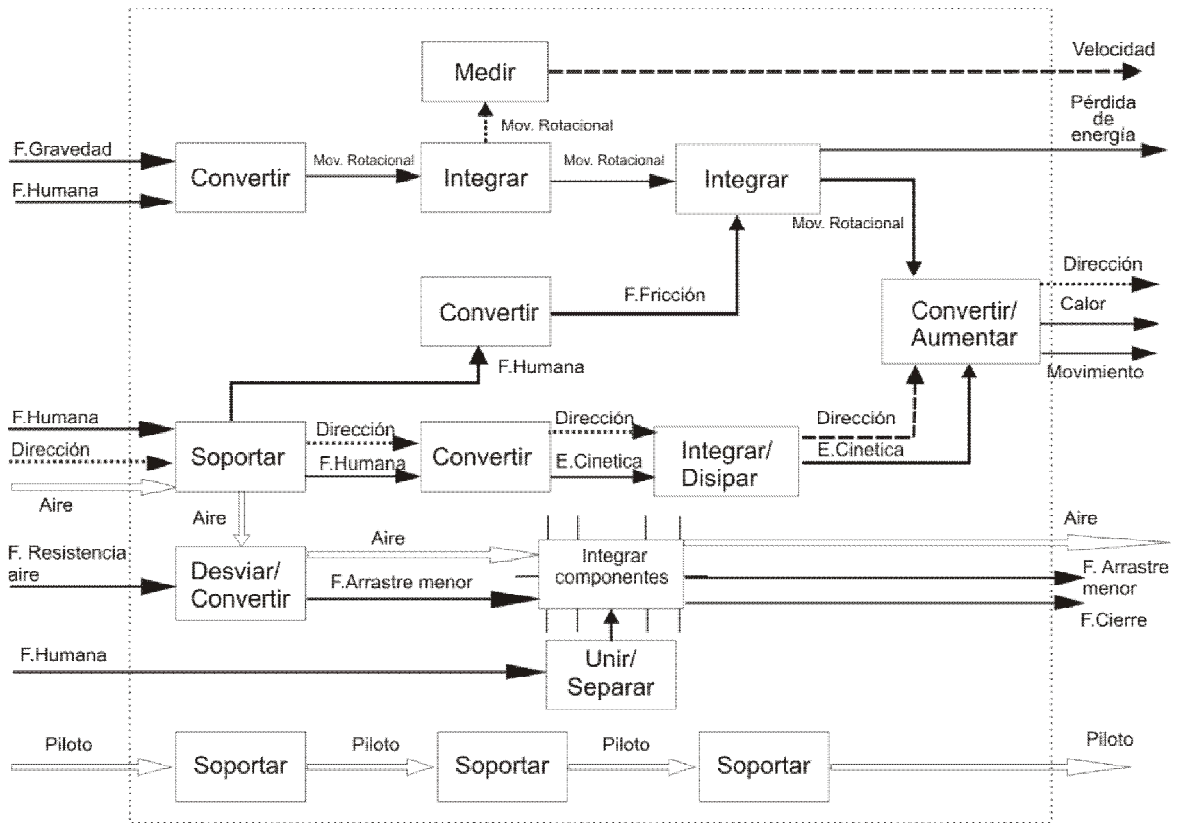 Velocidad
Medir
Pérdida
de
energía
Mov. Rotacional
F.Gravedad
Convertir
Mov. Rotacional
Integrar
Mov. Rotacional
Integrar
F.Humana
Mov. Rotacional
Dirección
Convertir
F.Fricción
Convertir/
Aumentar
Calor
F.Humana
Movimiento
F.Humana
Dirección
Soportar
Dirección
F.Humana
Convertir
Dirección
E.Cinetica
Integrar/
Disipar
Dirección
E.Cinetica
Aire
Aire
Aire
Aire
F. Resistencia
aire
Desviar/
Convertir
F.Arrastre menor
Integrar
componentes
F. Arrastre
menor
F.Cierre
F.Humana
Unir/
Separar
Piloto
Soportar
Piloto
Soportar
Piloto
Soportar
Piloto